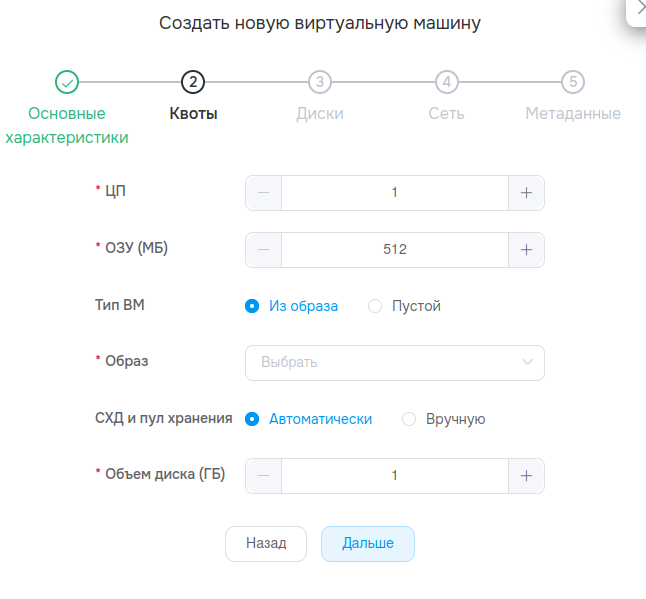 Создать новую виртуальную машину
2 3 4 5
Основные Квоты Диски Сеть Метаданные
характеристики
* ЦП 1
* ОЗУ (МБ) 512
Тип ВМ Из образа Пустой
* Образ Выбрать
СХД и пул хранения Автоматически Вручную
* Объем диска (ГБ) 1
Назад Дальше